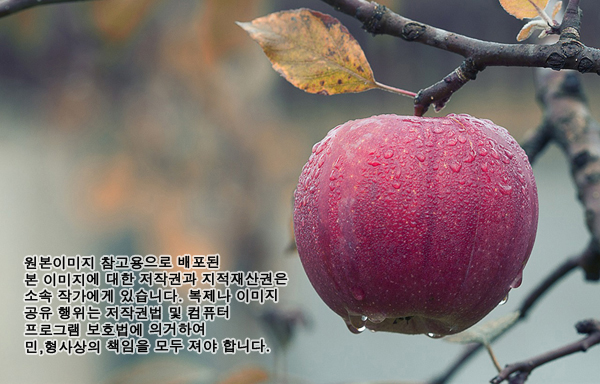 원본이미지 참고용으로 배포된
본 이미지에 대한 저작권과 지적재산권은
소속 작가에게 있습니다. 복제나 이미지
공유 행위는 저작권법 및 컴퓨터
프로그램 보호법에 의거하여
민,형사상의 책임을 모두 져야 합니다.